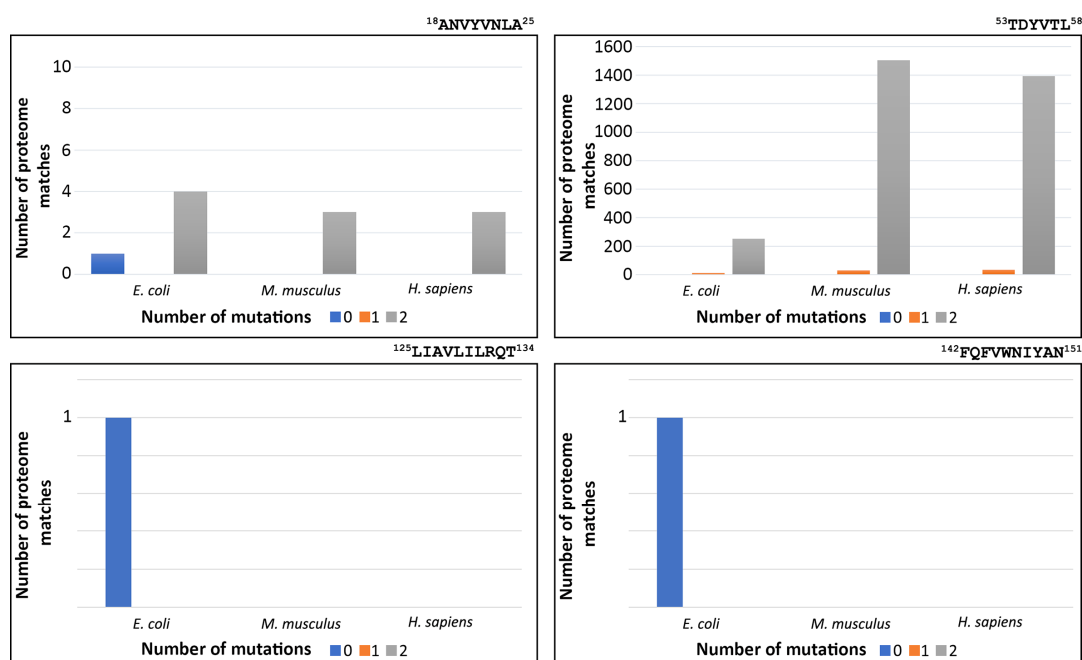 ¹⁸ANVYVNLA²⁵
Number of proteome
matches
10
8
6
4
2
0
E. coli M. musculus H. sapiens
Number of mutations 0 1 2
⁵³TDYVTL⁵⁸
Number of proteome
matches
1600
1400
1200
1000
800
600
400
200
0
E. coli M. musculus H. sapiens
Number of mutations 0 1 2
¹²⁵LIAVLILRQT¹³⁴
Number of proteome
matches
1
E. coli M. musculus H. sapiens
Number of mutations 0 1 2
¹⁴²FQFVWNIYAN¹⁵¹
Number of proteome
matches
1
E. coli M. musculus H. sapiens
Number of mutations 0 1 2